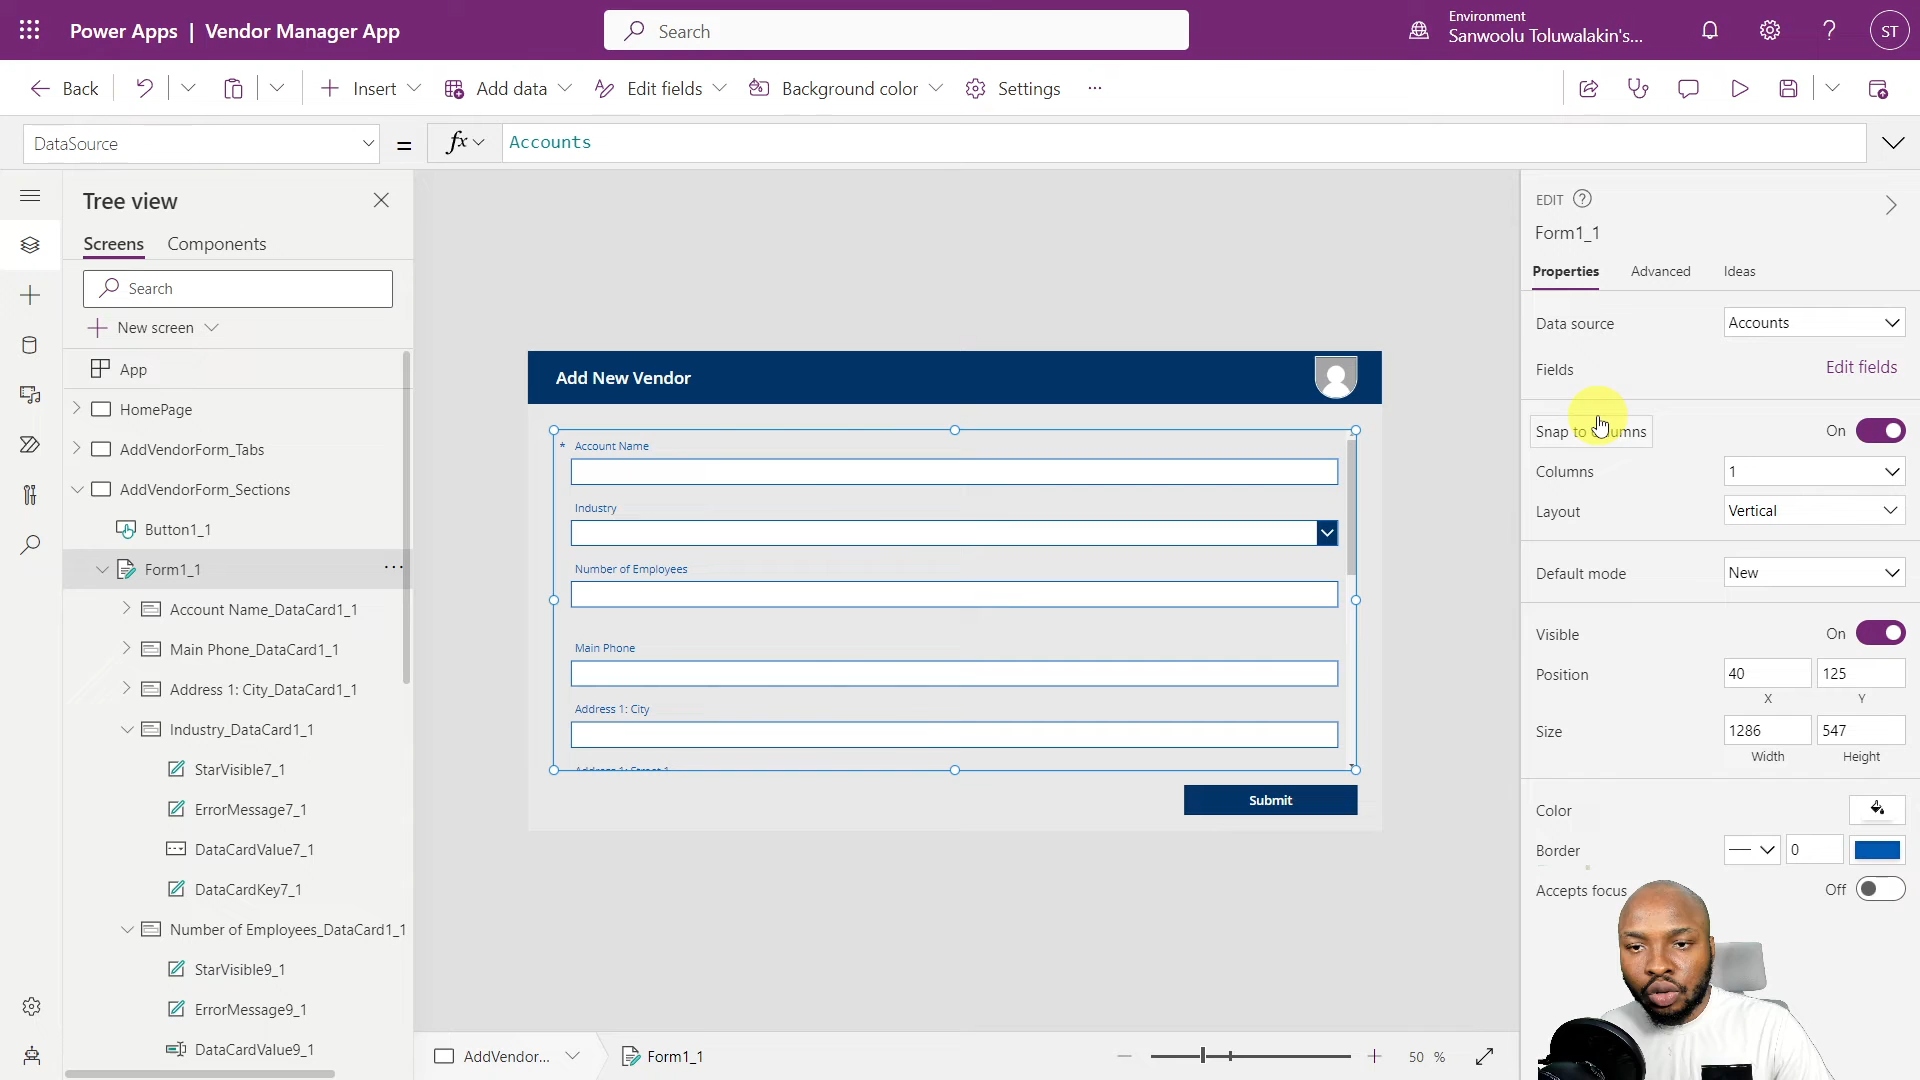 Power Apps | Vendor Manager App
Search
Environment
Sanwoolu Toluwalakin's...
ST
Back
Insert
Add data
Edit fields
Background color
Settings
DataSource
=
fx
Accounts
Tree view
Screens
Components
Search
New screen
App
HomePage
AddVendorForm_Tabs
AddVendorForm_Sections
Button1_1
Form1_1
Account Name_DataCard1_1
Main Phone_DataCard1_1
Address 1: City_DataCard1_1
Industry_DataCard1_1
StarVisible7_1
ErrorMessage7_1
DataCardValue7_1
DataCardKey7_1
Number of Employees_DataCard1_1
StarVisible9_1
ErrorMessage9_1
DataCardValue9_1
Add New Vendor
* Account Name
Industry
Number of Employees
Main Phone
Address 1: City
Address 1: Street 1
Submit
AddVendor...
Form1_1
50 %
EDIT
Form1_1
Properties
Advanced
Ideas
Data source
Accounts
Fields
Edit fields
Snap to columns
On
Columns
1
Layout
Vertical
Default mode
New
Visible
On
Position
40
125
X
Y
Size
1286
547
Width
Height
Color
Border
0
Accepts focus
Off